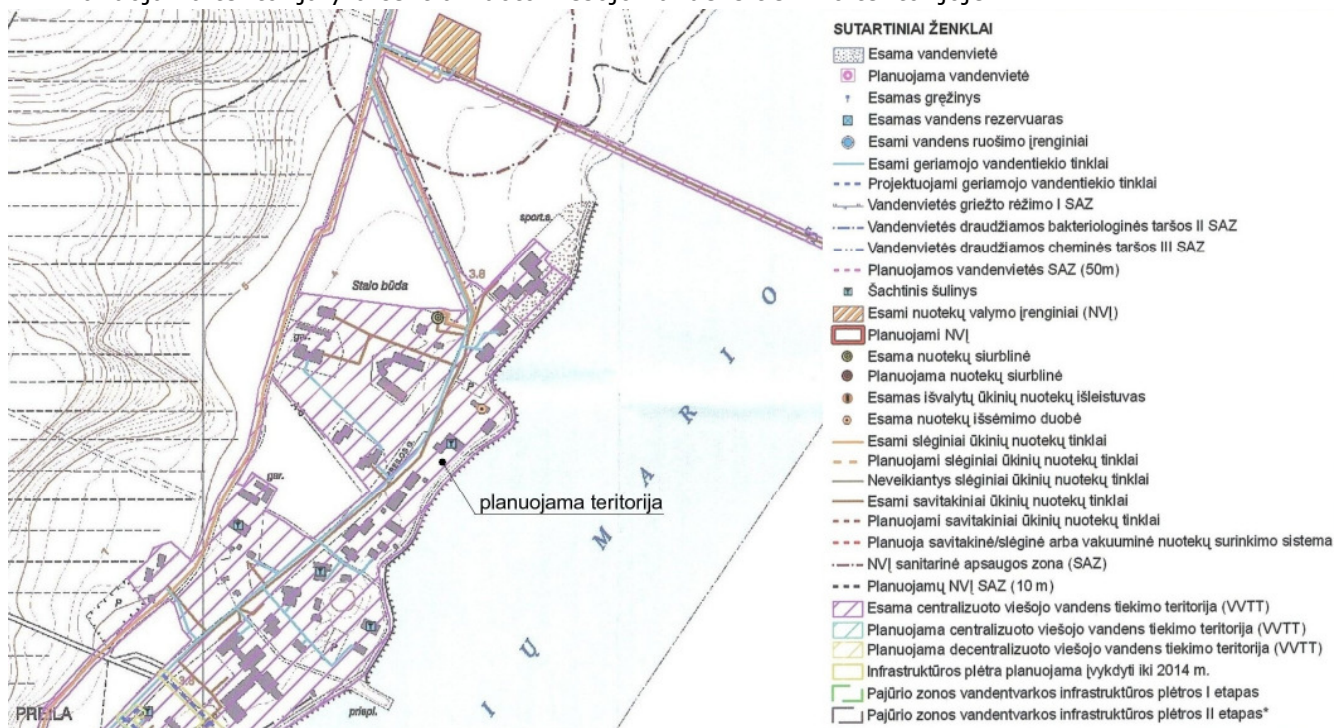 SUTARTINIAI ŽENKLAI
Esama vandenvietė
Planuojama vandenvietė
Esamas gręžinys
Esamas vandens rezervuaras
Esami vandens ruošimo įrenginiai
Esami geriamojo vandentiekio tinklai
Projektuojami geriamojo vandentiekio tinklai
Vandenvietės griežto rėžimo I SAZ
Vandenvietės draudžiamos bakteriologinės taršos II SAZ
Vandenvietės draudžiamos cheminės taršos III SAZ
Planuojamos vandenvietės SAZ (50m)
Šachtinis šulinys
Esami nuotekų valymo įrenginiai (NVĮ)
Planuojami NVĮ
Esama nuotekų siurblinė
Planuojama nuotekų siurblinė
Esamas išvalytų ūkinių nuotekų išleistuvas
Esama nuotekų išsėmimo duobė
Esami slėginiai ūkinių nuotekų tinklai
Planuojami slėginiai ūkinių nuotekų tinklai
Neveikiantys slėginiai ūkinių nuotekų tinklai
Esami savitakiniai ūkinių nuotekų tinklai
Planuojami savitakiniai ūkinių nuotekų tinklai
Planuoja savitakinė/slėginė arba vakuuminė nuotekų surinkimo sistema
NVĮ sanitarinė apsaugos zona (SAZ)
Planuojamų NVĮ SAZ (10 m)
Esama centralizuoto viešojo vandens tiekimo teritorija (VVTT)
Planuojama centralizuoto viešojo vandens tiekimo teritorija (VVTT)
Planuojama decentralizuoto viešojo vandens tiekimo teritorija (VVTT)
Infrastruktūros plėtra planuojama įvykdyti iki 2014 m.
Pajūrio zonos vandentvarkos infrastruktūros plėtros I etapas
Pajūrio zonos vandentvarkos infrastruktūros plėtros II etapas*
sport.a.
3.8
Stalo būda
gar.
P
planuojama teritorija
gar.
P
3.8
PREILA
priepl.
I Ų M A R I O